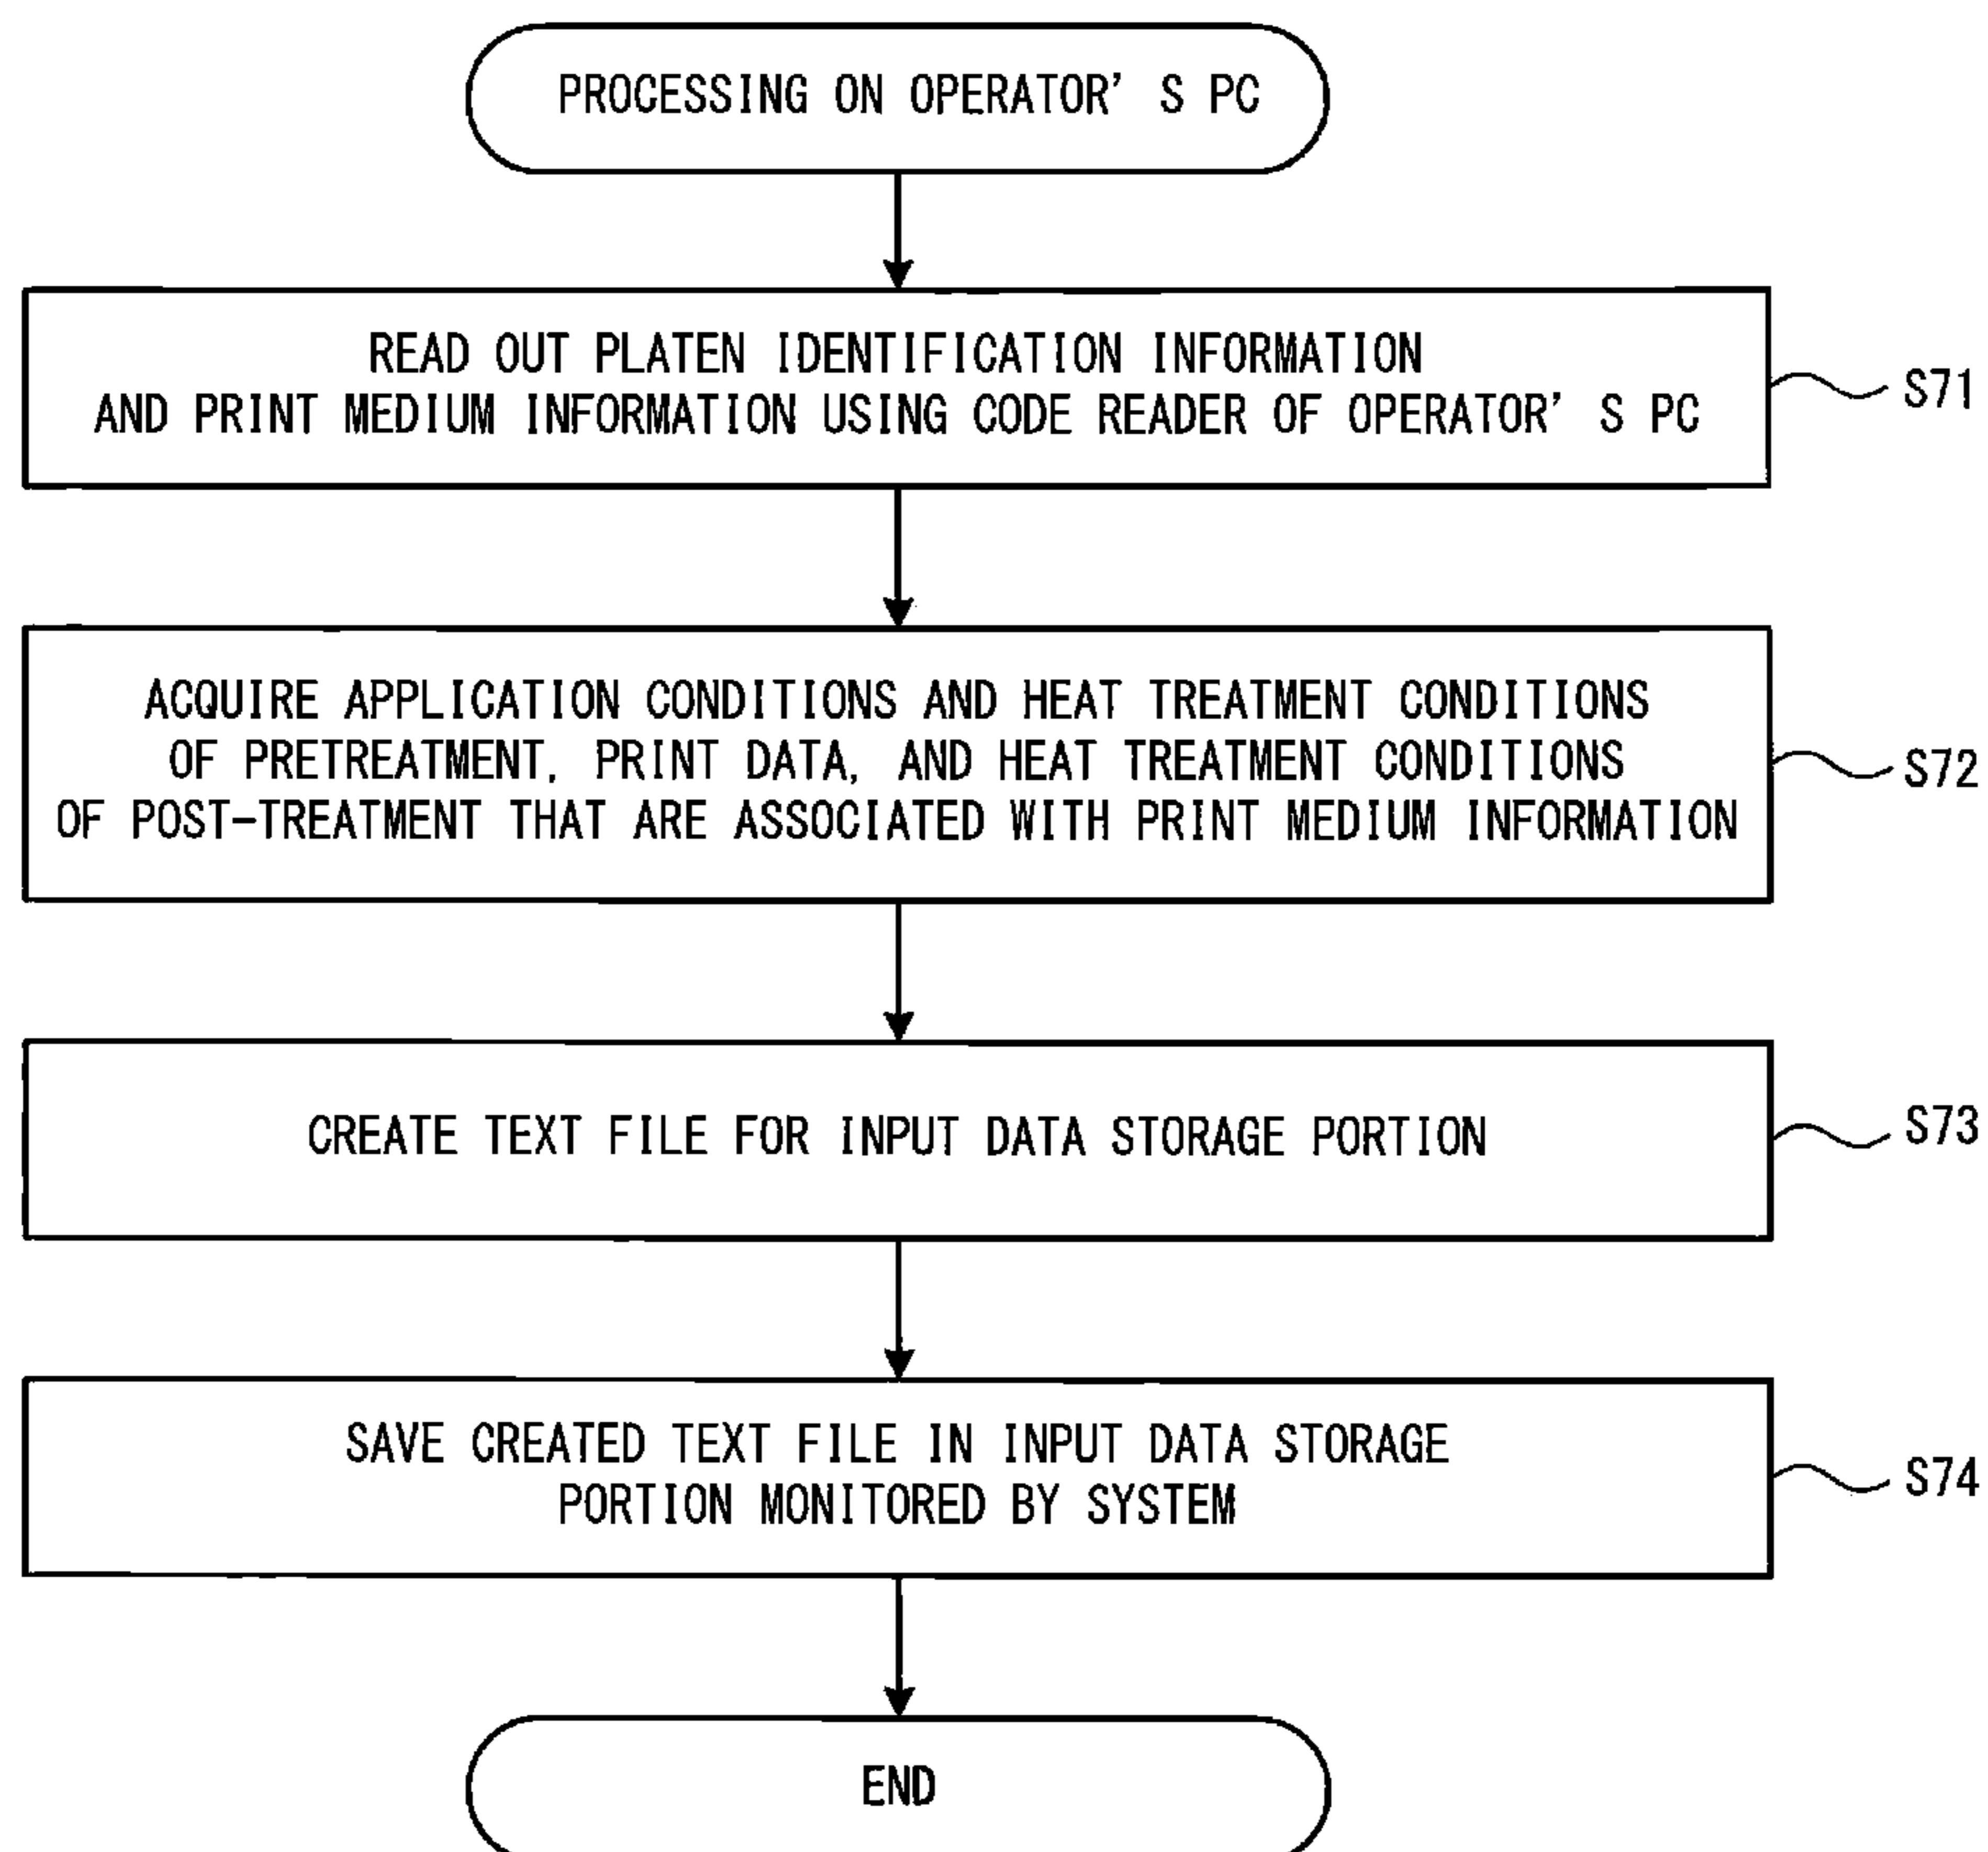 PROCESSING ON OPERATOR'S PC
READ OUT PLATEN IDENTIFICATION INFORMATION
AND PRINT MEDIUM INFORMATION USING CODE READER OF OPERATOR'S PC
S71
ACQUIRE APPLICATION CONDITIONS AND HEAT TREATMENT CONDITIONS
OF PRETREATMENT, PRINT DATA, AND HEAT TREATMENT CONDITIONS
OF POST-TREATMENT THAT ARE ASSOCIATED WITH PRINT MEDIUM INFORMATION
S72
CREATE TEXT FILE FOR INPUT DATA STORAGE PORTION
S73
SAVE CREATED TEXT FILE IN INPUT DATA STORAGE
PORTION MONITORED BY SYSTEM
S74
END